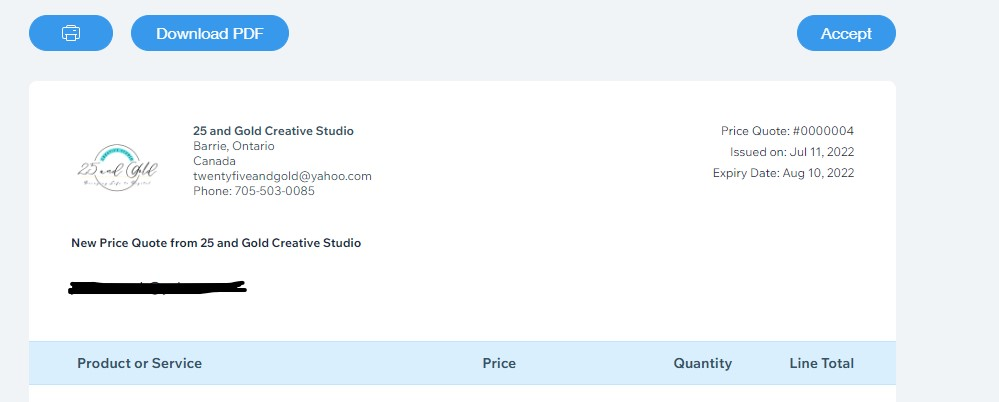 Download PDF
Accept
25 and Gold
25 and Gold Creative Studio
Barrie, Ontario
Canada
twentyfiveandgold@yahoo.com
Phone: 705-503-0085
Price Quote: #0000004
Issued on: Jul 11, 2022
Expiry Date: Aug 10, 2022
New Price Quote from 25 and Gold Creative Studio
Product or Service Price Quantity Line Total